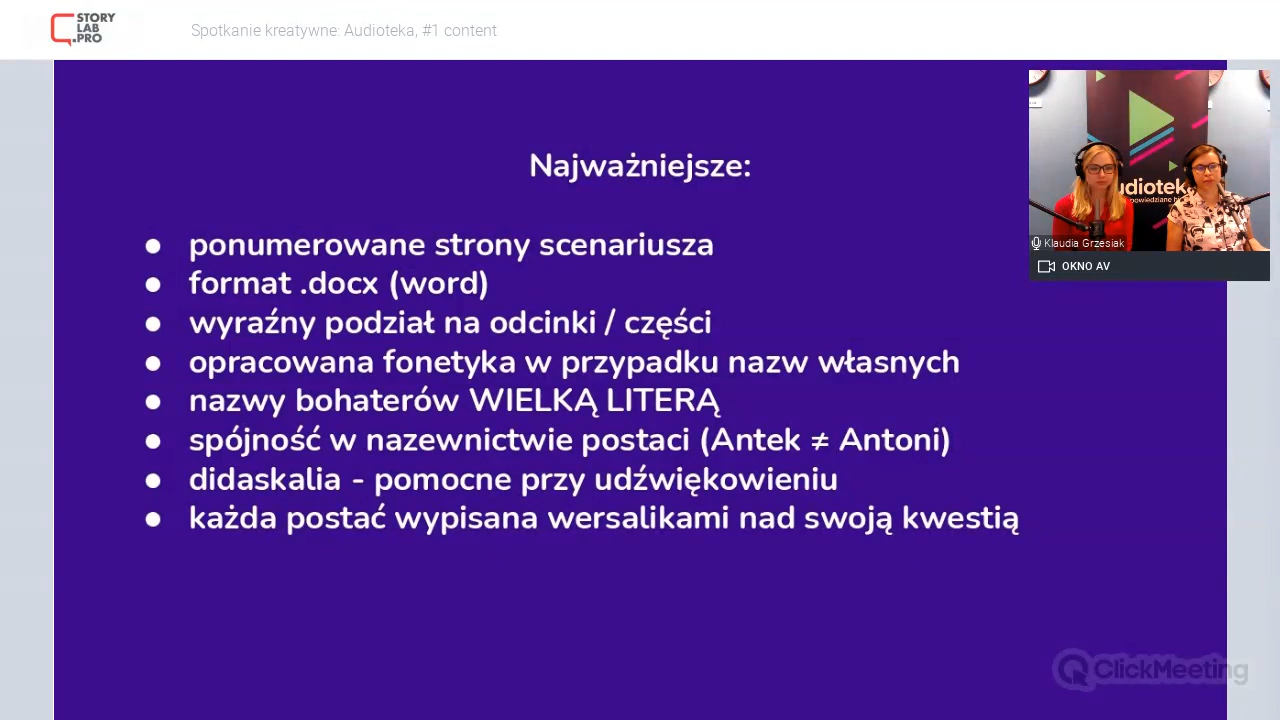 STORY
LAB
.PRO
Spotkanie kreatywne: Audioteka, #1 content
Najważniejsze:
● ponumerowane strony scenariusza
● format .docx (word)
● wyraźny podział na odcinki / części
● opracowana fonetyka w przypadku nazw własnych
● nazwy bohaterów WIELKĄ LITERĄ
● spójność w nazewnictwie postaci (Antek ≠ Antoni)
● didaskalia - pomocne przy udźwiękowieniu
● każda postać wypisana wersalikami nad swoją kwestią
Klaudia Grzesiak
OKNO AV
ClickMeeting